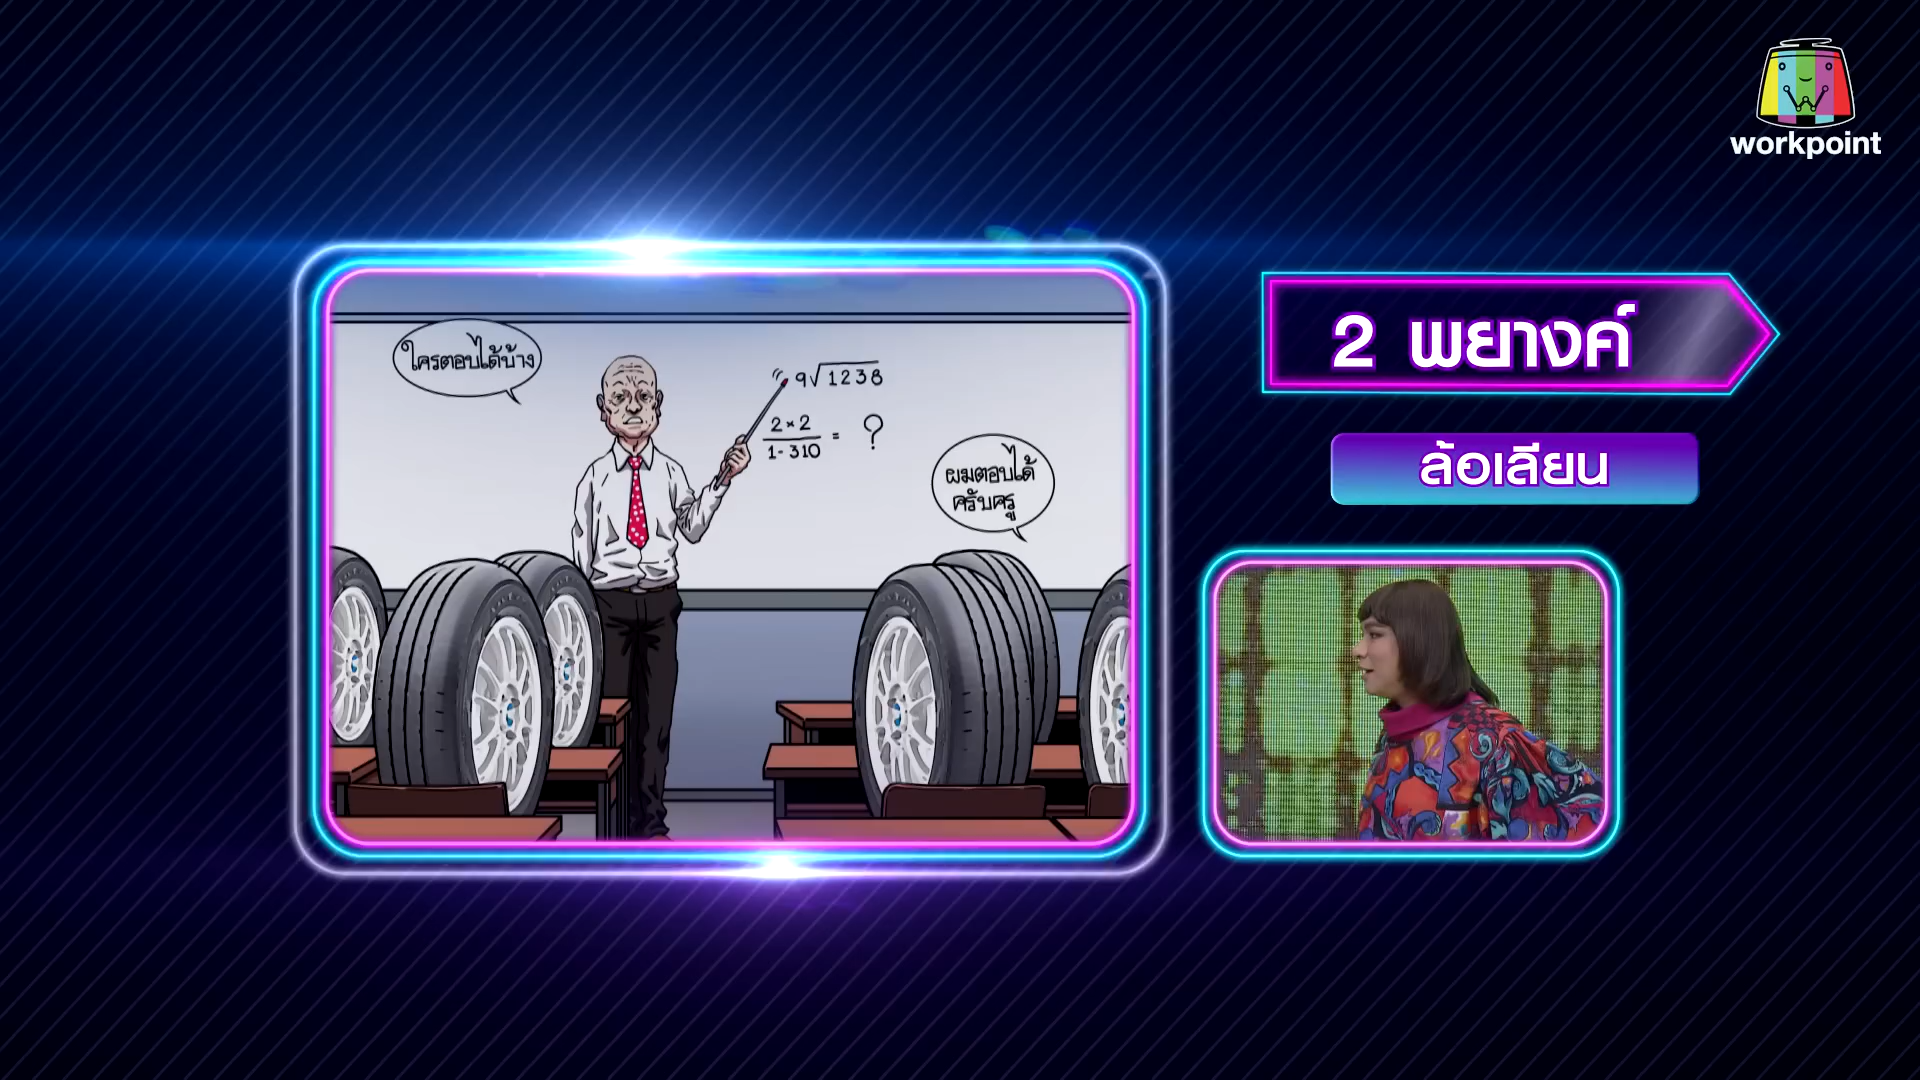 workpoint
2 พยางค์
ล้อเลียน
ใครตอบได้บ้าง
9√1238
2×2
1-310
= ?
ผมตอบได้
ครับครู